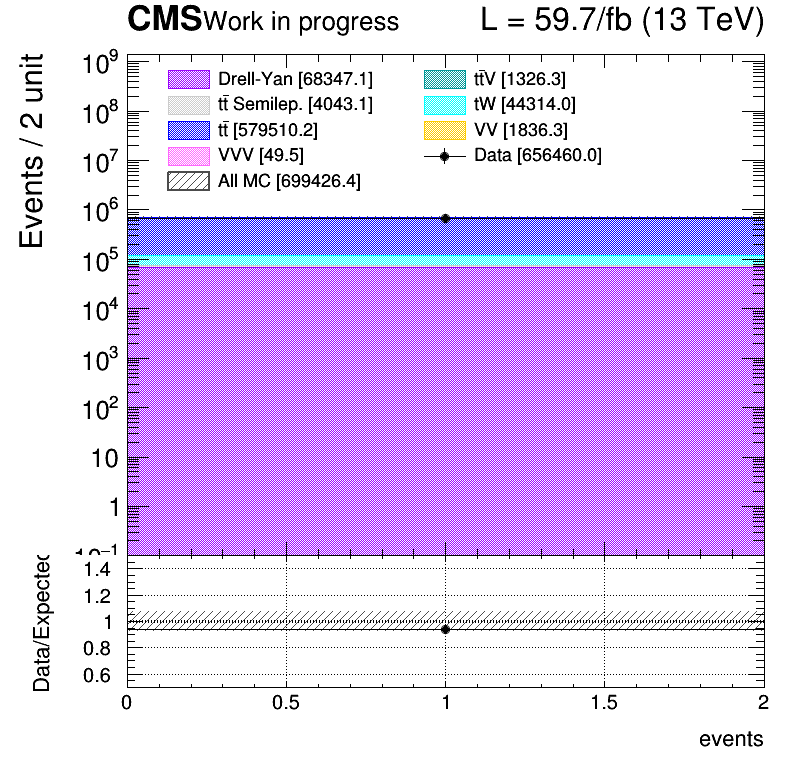 CMS Work in progress L = 59.7/fb (13 TeV)
Events / 2 unit
10⁹
10⁸
10⁷
10⁶
10⁵
10⁴
10³
10²
10
1
10⁻¹
Drell-Yan [68347.1]
tt̄ Semilep. [4043.1]
tt̄ [579510.2]
VVV [49.5]
All MC [699426.4]
tt̄V [1326.3]
tW [44314.0]
VV [1836.3]
Data [656460.0]
Data/Expected
1.4
1.2
1
0.8
0.6
0 0.5 1 1.5 2
events